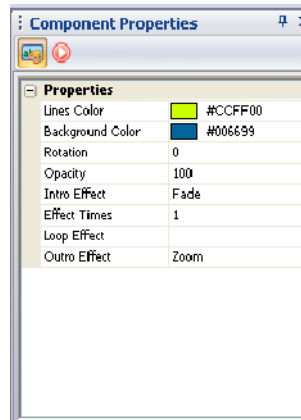 Component Properties
Properties
Lines Color #CCFF00
Background Color #006699
Rotation 0
Opacity 100
Intro Effect Fade
Effect Times 1
Loop Effect
Outro Effect Zoom